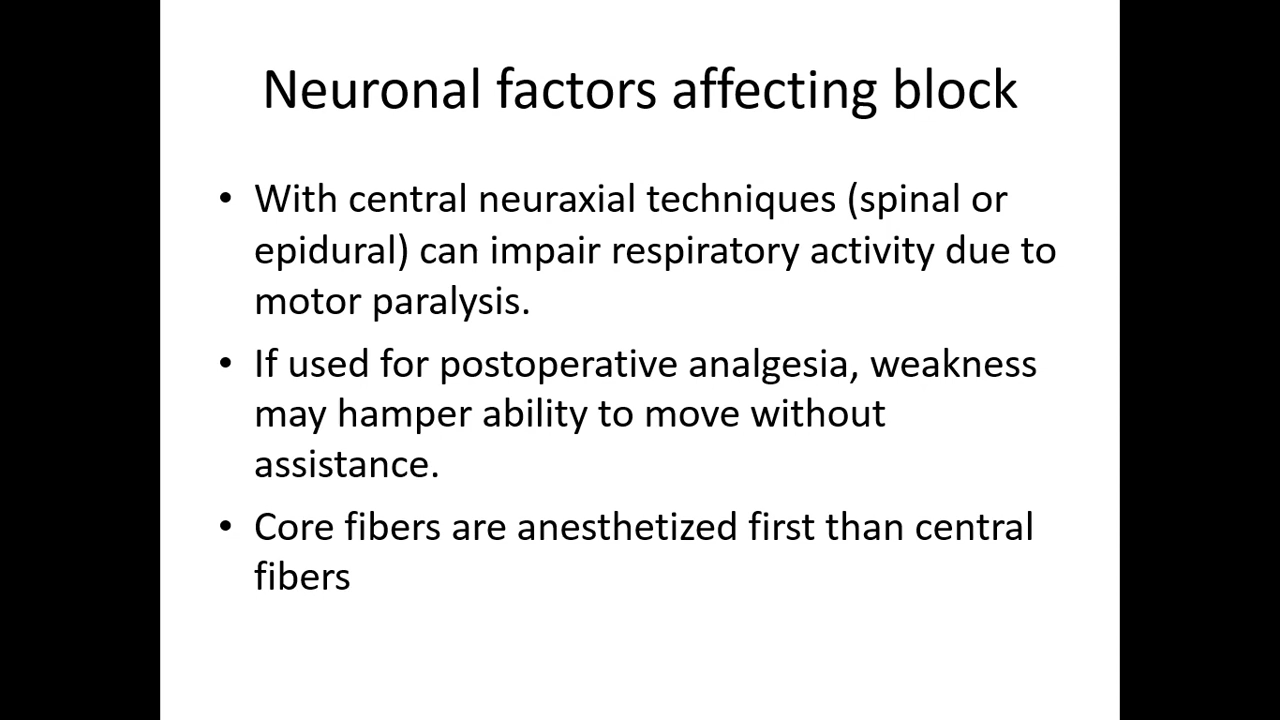 Neuronal factors affecting block
• With central neuraxial techniques (spinal or
epidural) can impair respiratory activity due to
motor paralysis.
• If used for postoperative analgesia, weakness
may hamper ability to move without
assistance.
• Core fibers are anesthetized first than central
fibers